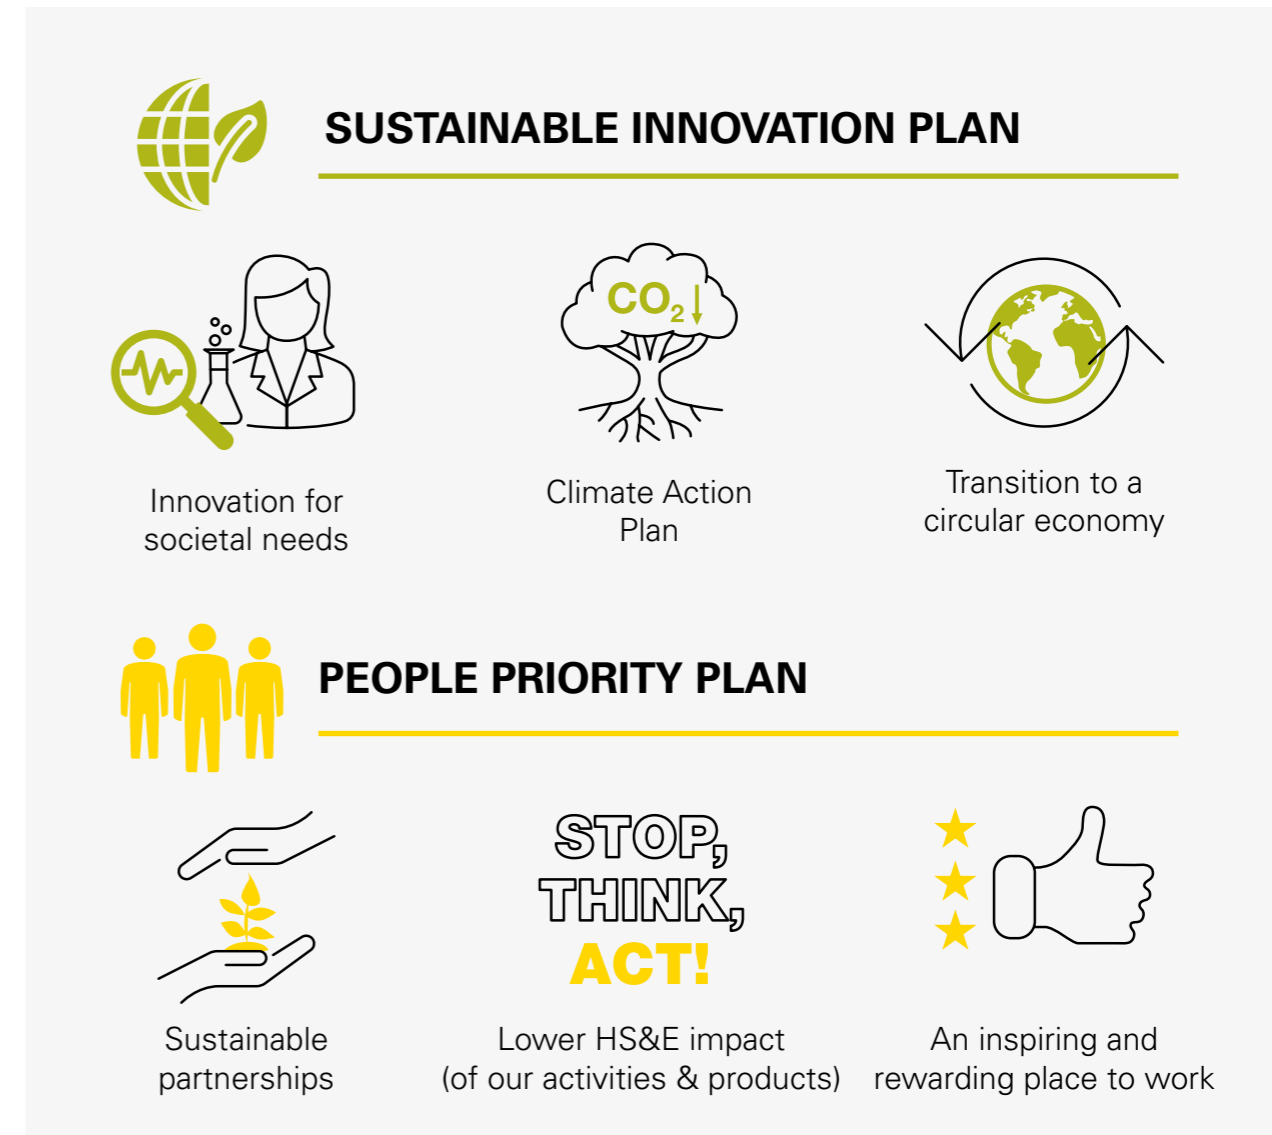 SUSTAINABLE INNOVATION PLAN
CO₂
Innovation for
societal needs
Climate Action
Plan
Transition to a
circular economy
PEOPLE PRIORITY PLAN
STOP,
THINK,
ACT!
Sustainable
partnerships
Lower HS&E impact
(of our activities & products)
An inspiring and
rewarding place to work